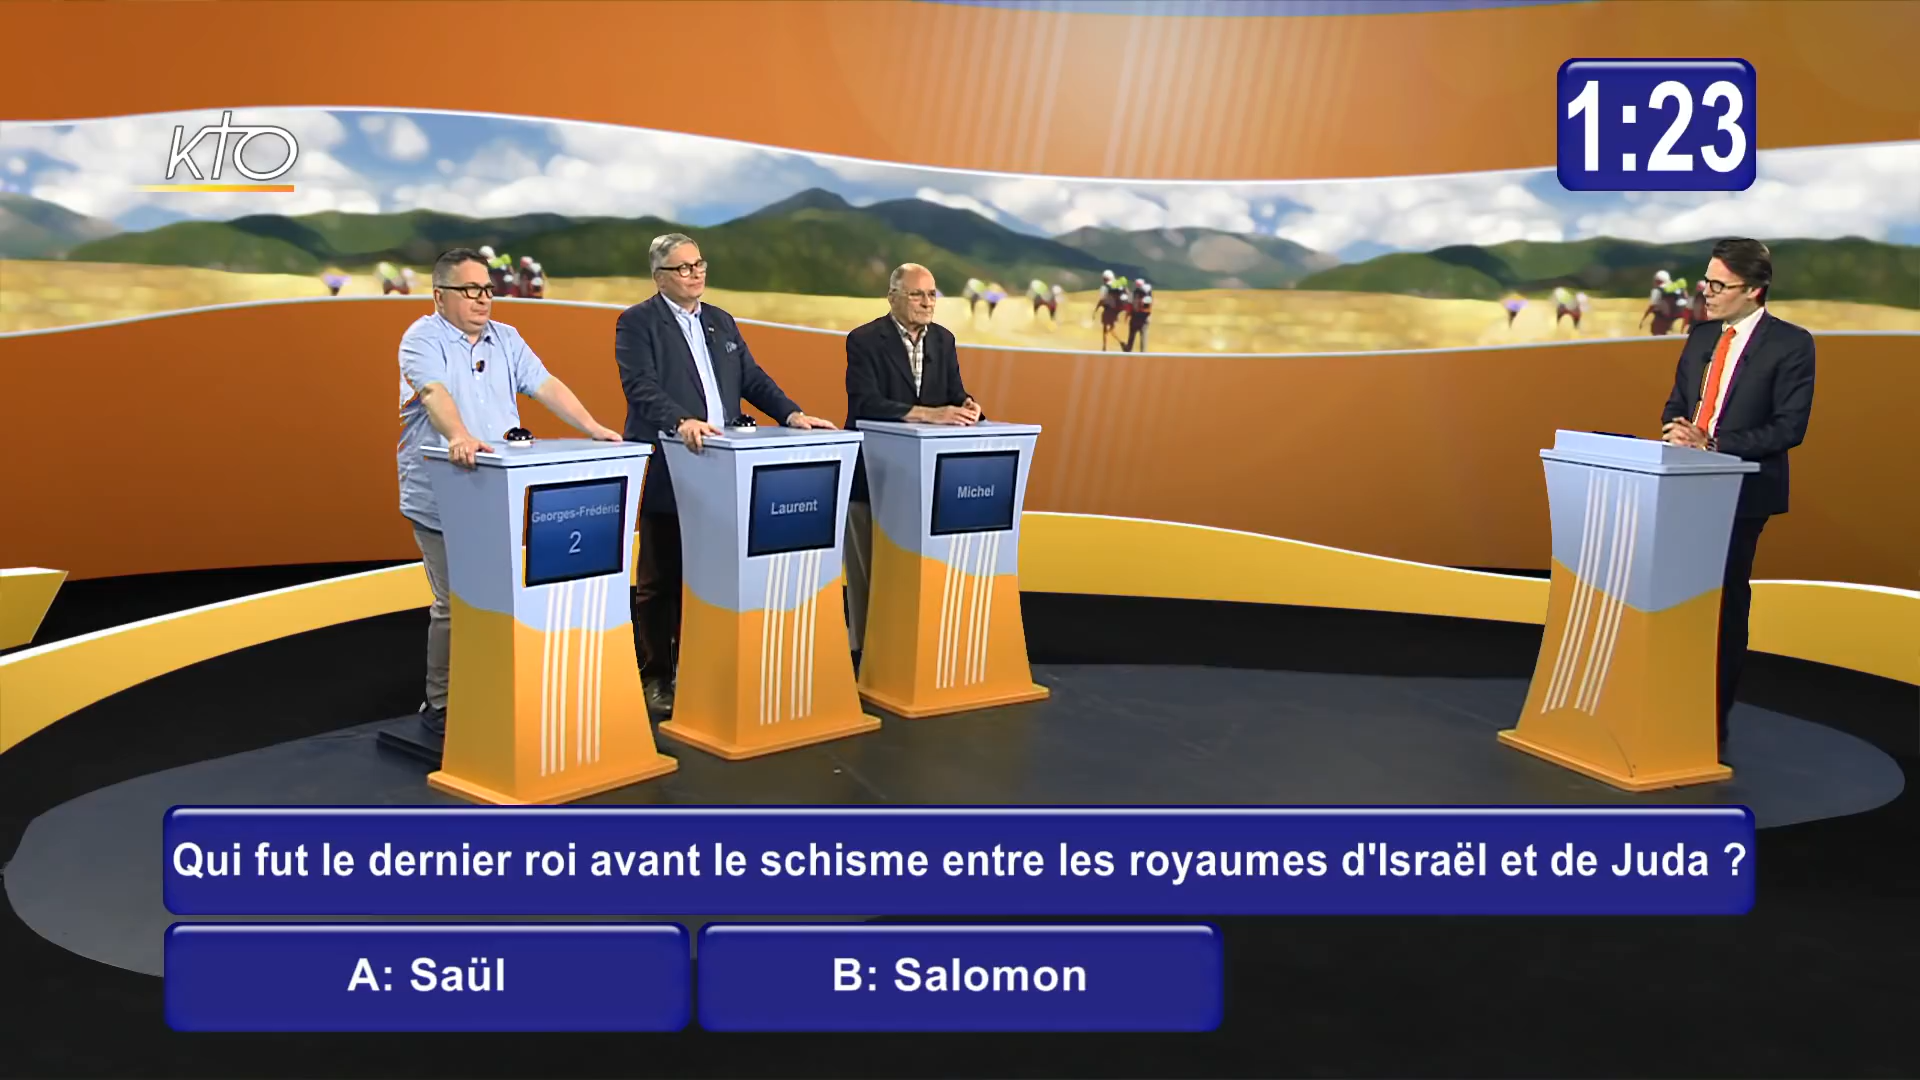 KTO
1:23
Georges-Frédéric
2
Laurent
Michel
Qui fut le dernier roi avant le schisme entre les royaumes d'Israël et de Juda ?
A: Saül
B: Salomon